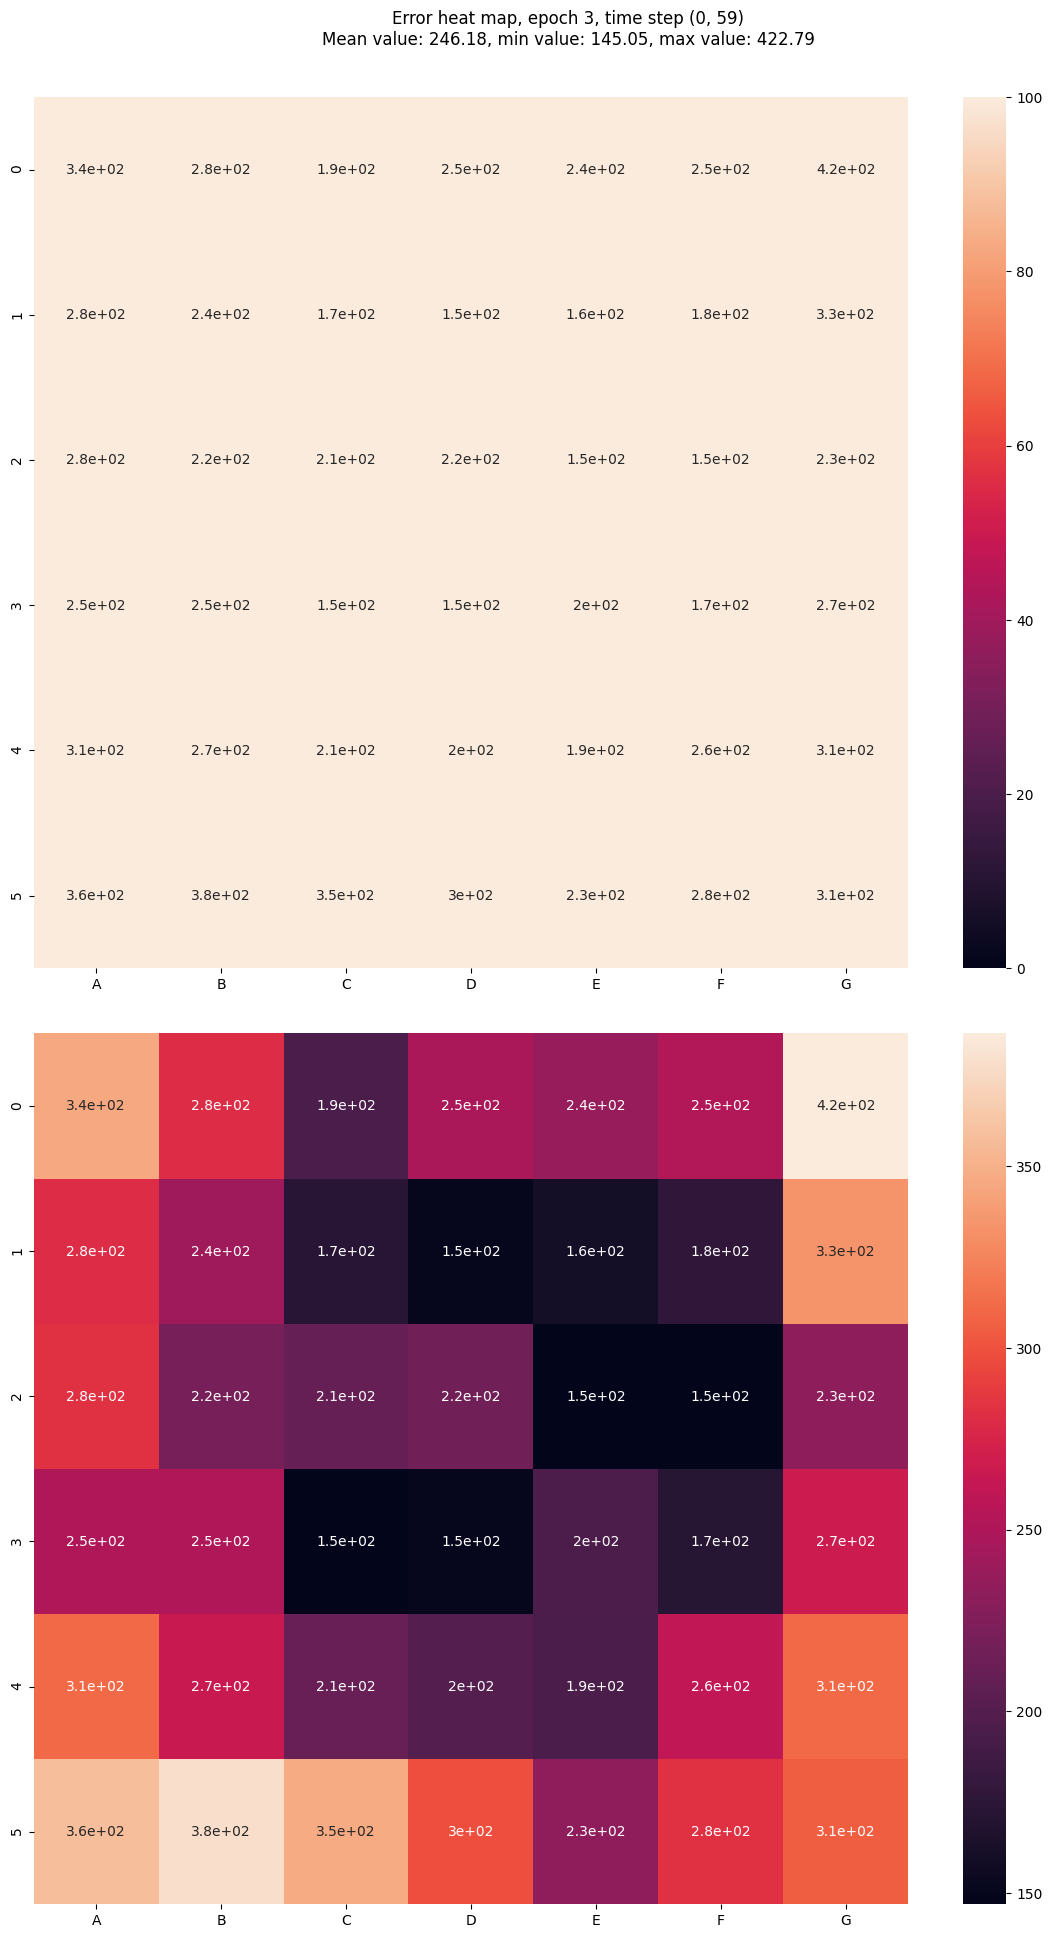 Error heat map, epoch 3, time step (0, 59)
Mean value: 246.18, min value: 145.05, max value: 422.79
100
0 3.4e+02 2.8e+02 1.9e+02 2.5e+02 2.4e+02 2.5e+02 4.2e+02
80
1 2.8e+02 2.4e+02 1.7e+02 1.5e+02 1.6e+02 1.8e+02 3.3e+02
60
2 2.8e+02 2.2e+02 2.1e+02 2.2e+02 1.5e+02 1.5e+02 2.3e+02
3 2.5e+02 2.5e+02 1.5e+02 1.5e+02 2e+02 1.7e+02 2.7e+02
40
4 3.1e+02 2.7e+02 2.1e+02 2e+02 1.9e+02 2.6e+02 3.1e+02
20
5 3.6e+02 3.8e+02 3.5e+02 3e+02 2.3e+02 2.8e+02 3.1e+02
0
A B C D E F G
0 3.4e+02 2.8e+02 1.9e+02 2.5e+02 2.4e+02 2.5e+02 4.2e+02
350
1 2.8e+02 2.4e+02 1.7e+02 1.5e+02 1.6e+02 1.8e+02 3.3e+02
300
2 2.8e+02 2.2e+02 2.1e+02 2.2e+02 1.5e+02 1.5e+02 2.3e+02
250
3 2.5e+02 2.5e+02 1.5e+02 1.5e+02 2e+02 1.7e+02 2.7e+02
4 3.1e+02 2.7e+02 2.1e+02 2e+02 1.9e+02 2.6e+02 3.1e+02
200
5 3.6e+02 3.8e+02 3.5e+02 3e+02 2.3e+02 2.8e+02 3.1e+02
150
A B C D E F G